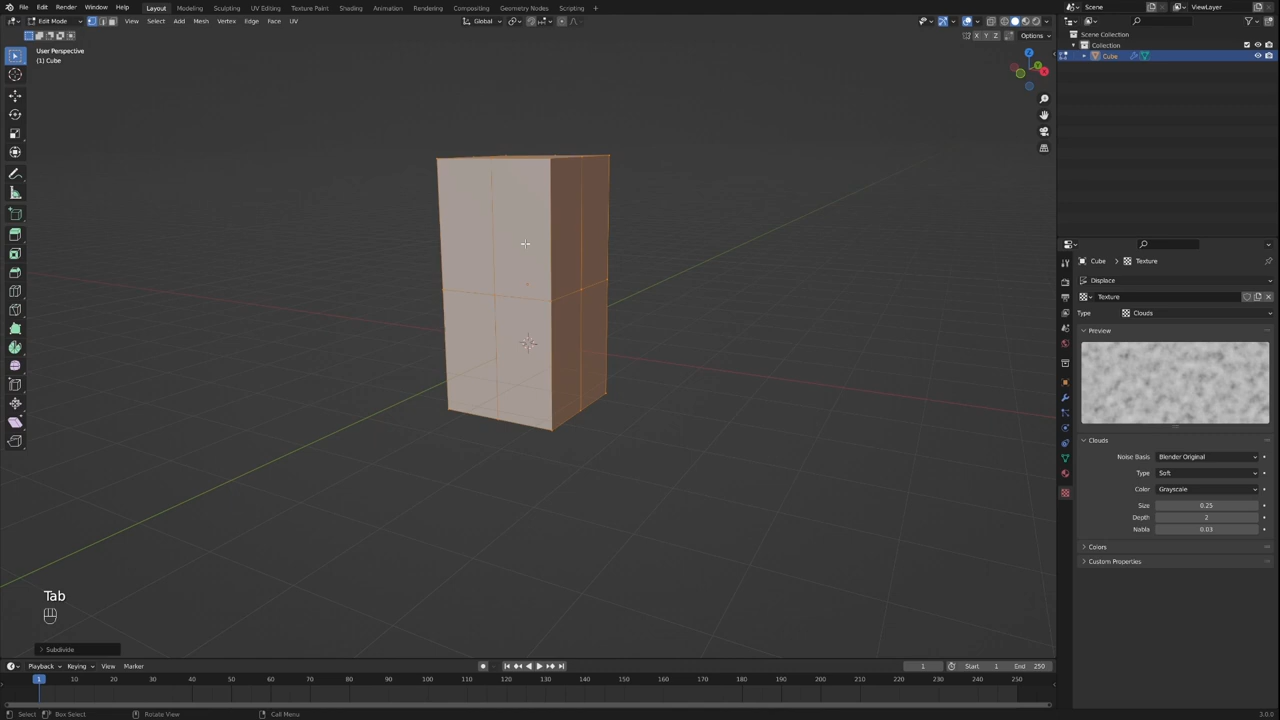 File Edit Render Window Help Layout Modeling Sculpting UV Editing Texture Paint Shading Animation Rendering Compositing Geometry Nodes Scripting Scene ViewLayer
Edit Mode View Select Add Mesh Vertex Edge Face UV Global
X Y Z Options
User Perspective
(1) Cube
Scene Collection
Collection
Cube
Z
Y
X
Cube > Texture
Displace
Texture
Type Clouds
Preview
Clouds
Noise Basis Blender Original
Type Soft
Color Grayscale
Size 0.25
Depth 2
Nabla 0.03
Colors
Custom Properties
Tab
Subdivide
Playback Keying View Marker 1 Start 1 End 250
1 10 20 30 40 50 60 70 80 90 100 110 120 130 140 150 160 170 180 190 200 210 220 230 240 250
Select Box Select Rotate View Call Menu 3.0.0